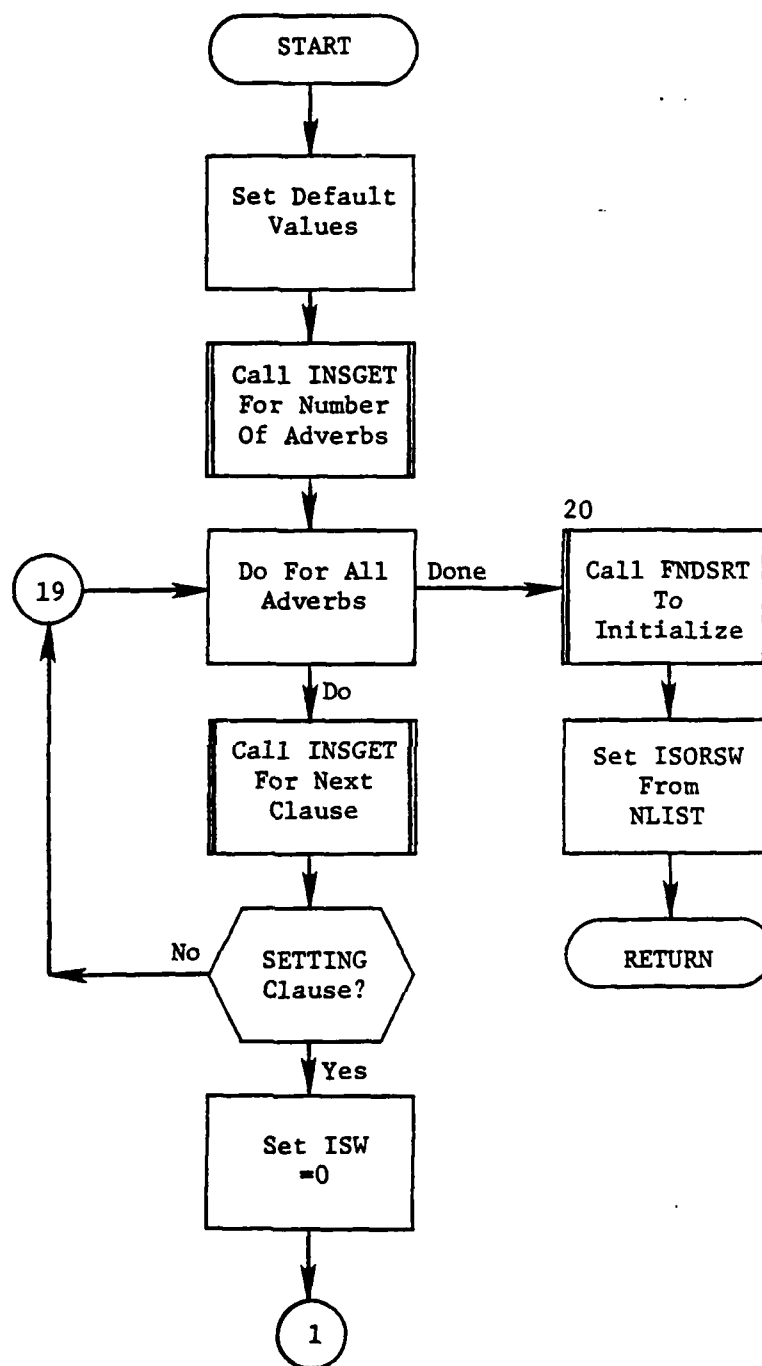 START
Set Default
Values
Call INSGET
For Number
Of Adverbs
20
19
Do For All
Adverbs
Done
Call FNDSRT
To
Initialize
Do
Call INSGET
For Next
Clause
Set ISORSW
From
NLIST
No
SETTING
Clause?
RETURN
Yes
Set ISW
=0
1